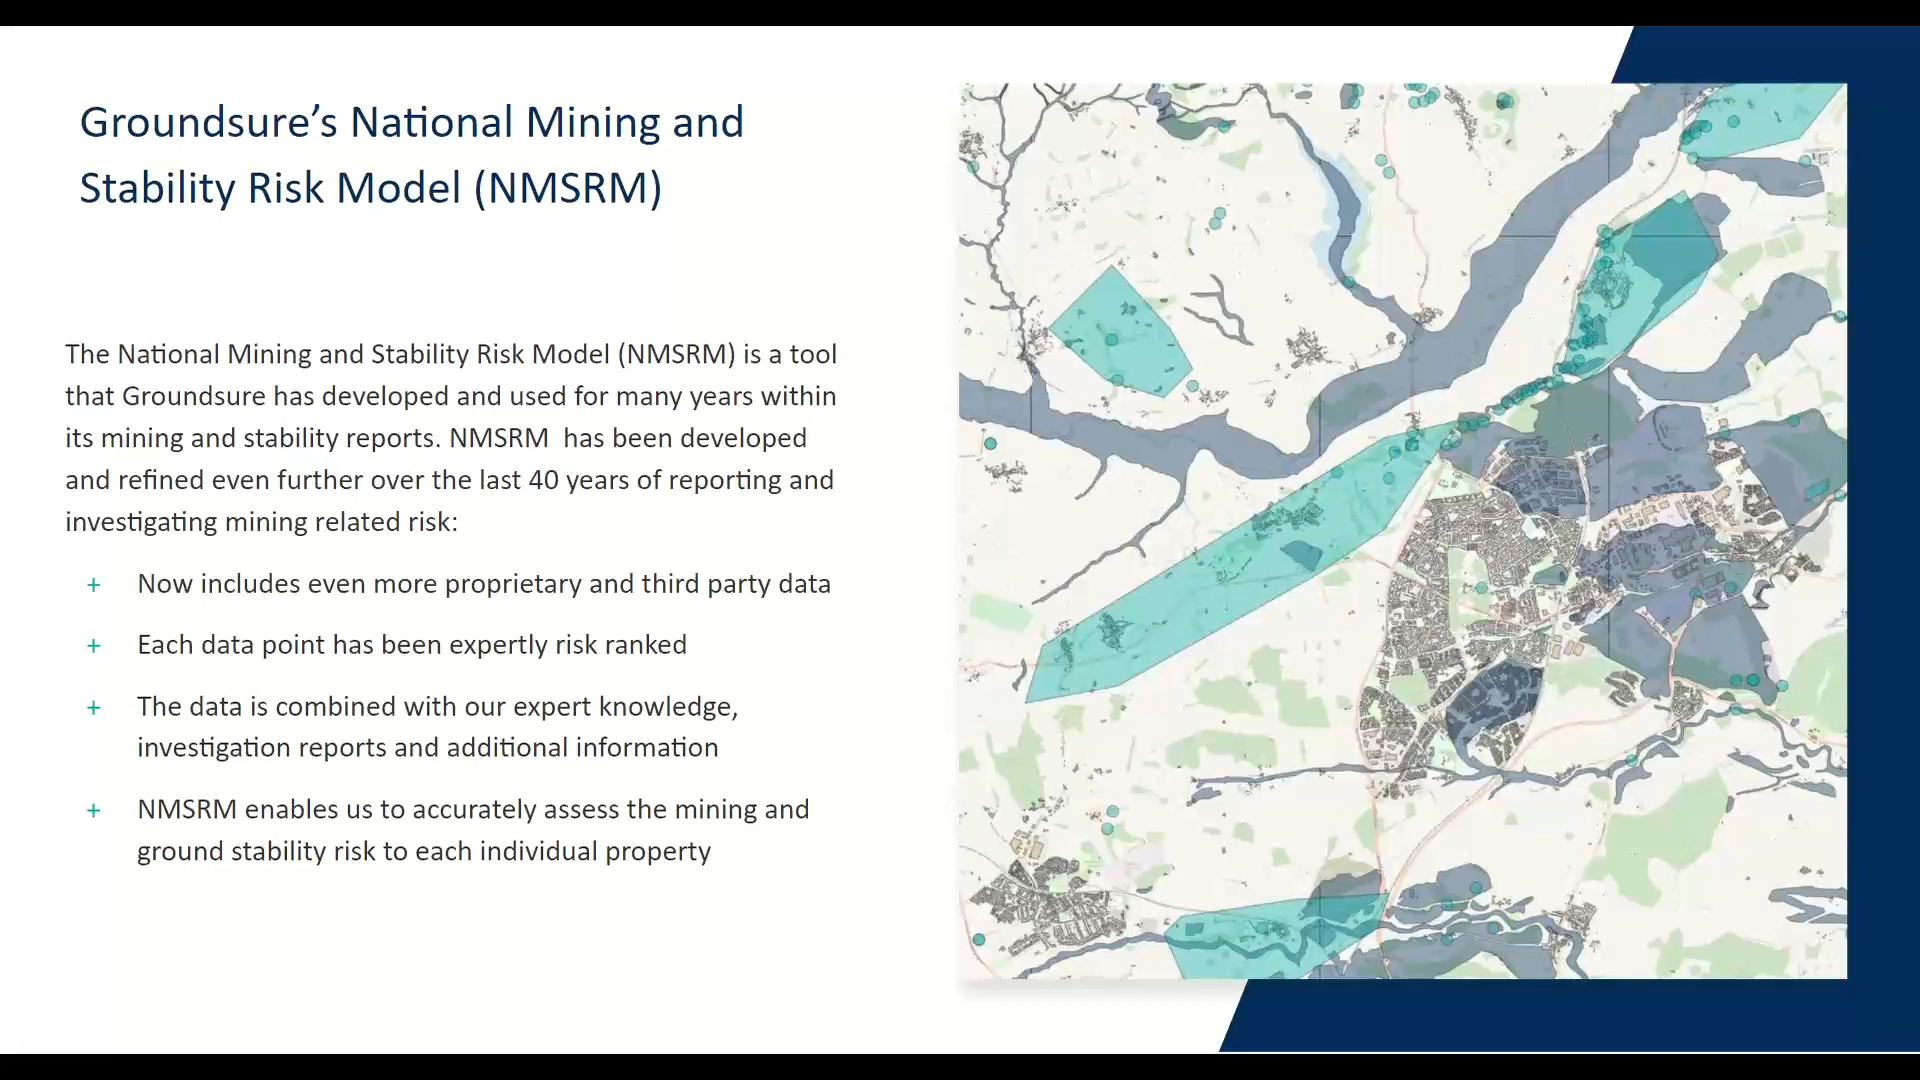 Groundsure’s National Mining and
Stability Risk Model (NMSRM)
The National Mining and Stability Risk Model (NMSRM) is a tool
that Groundsure has developed and used for many years within
its mining and stability reports. NMSRM  has been developed
and refined even further over the last 40 years of reporting and
investigating mining related risk:
+ Now includes even more proprietary and third party data
+ Each data point has been expertly risk ranked
+ The data is combined with our expert knowledge,
investigation reports and additional information
+ NMSRM enables us to accurately assess the mining and
ground stability risk to each individual property